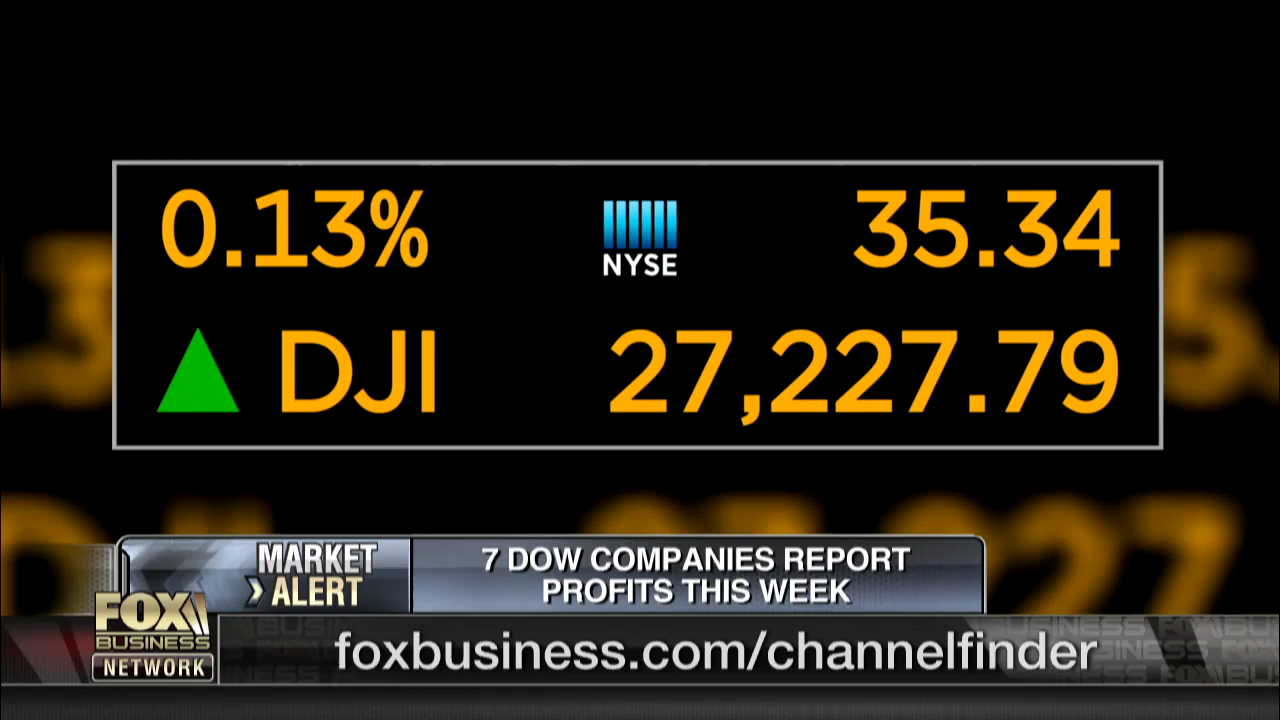 0.13%
NYSE
35.34
DJI
27,227.79
MARKET
ALERT
7 DOW COMPANIES REPORT
PROFITS THIS WEEK
FOX
BUSINESS
NETWORK
foxbusiness.com/channelfinder